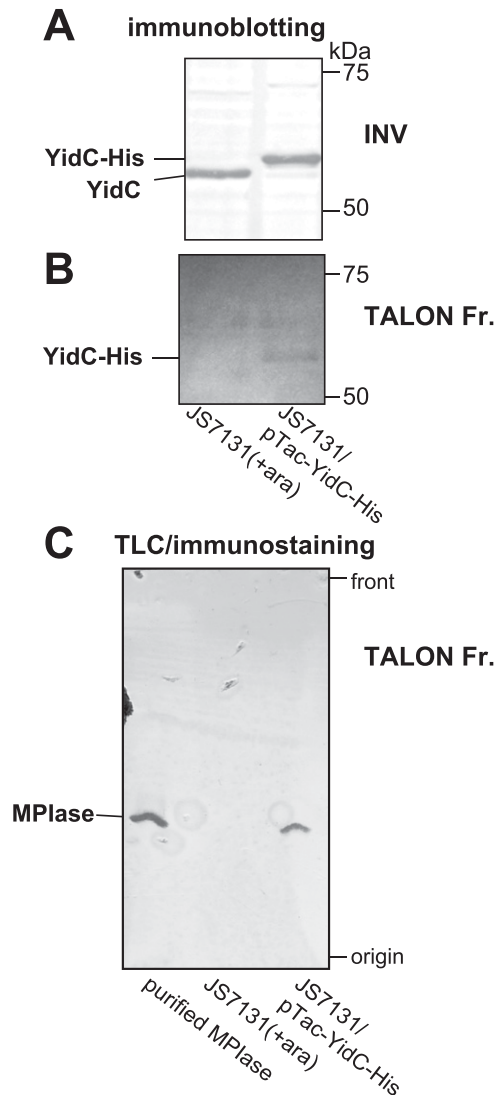 A
immunoblotting
kDa
75
INV
YidC-His
YidC
50
B
75
TALON Fr.
YidC-His
50
JS7131(+ara)
JS7131/
pTac-YidC-His
C
TLC/immunostaining
front
TALON Fr.
MPIase
origin
purified MPIase
JS7131(+ara)
JS7131/
pTac-YidC-His